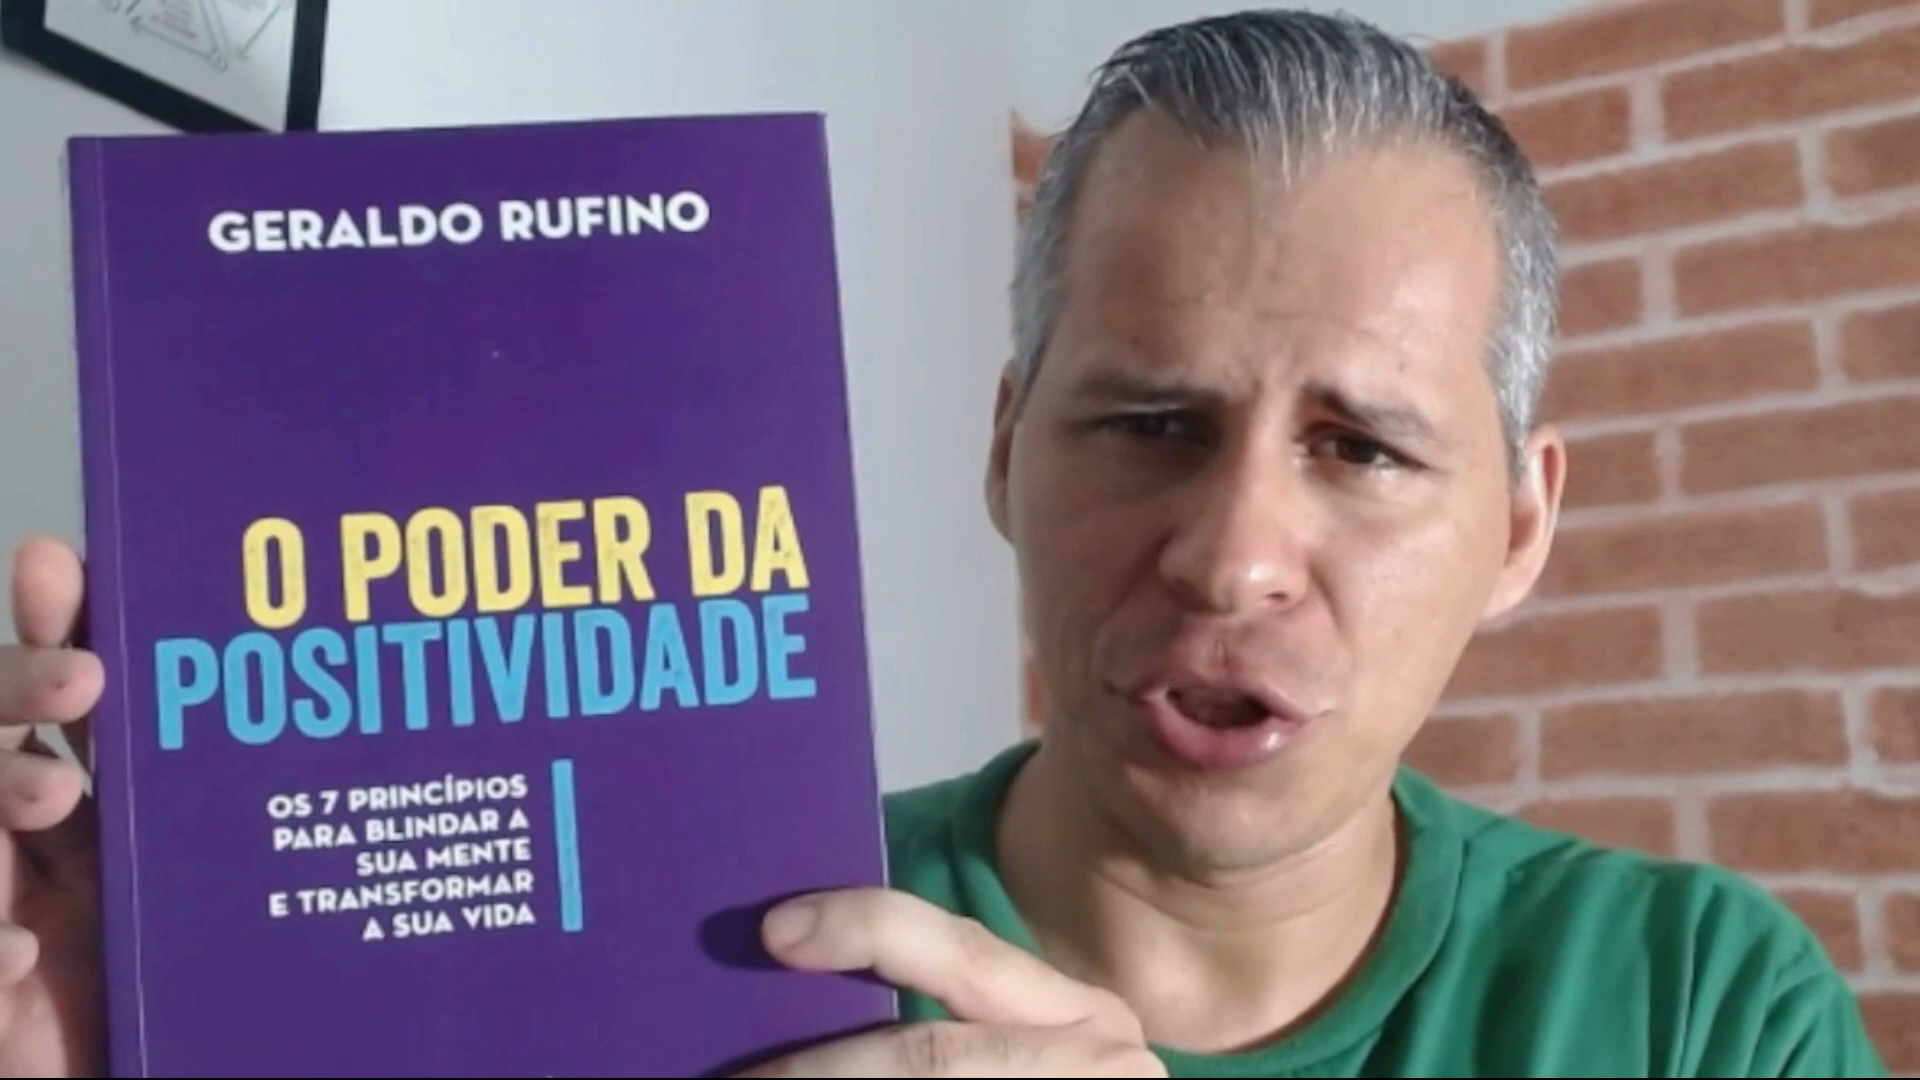 GERALDO RUFINO
O PODER DA
POSITIVIDADE
OS 7 PRINCÍPIOS
PARA BLINDAR A
SUA MENTE
E TRANSFORMAR
A SUA VIDA